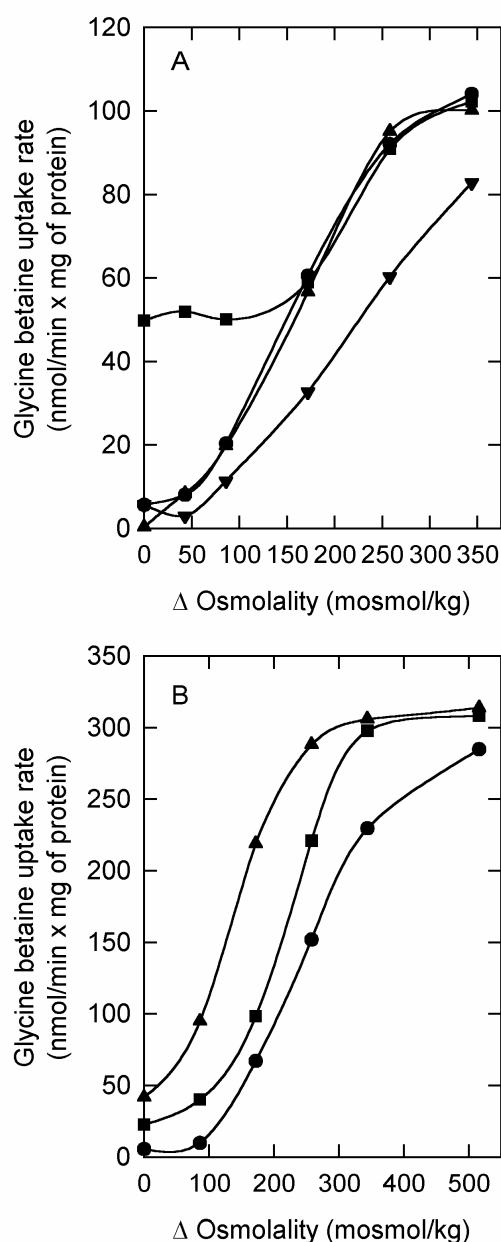 A
120
100
80
60
40
20
0
Glycine betaine uptake rate
(nmol/min x mg of protein)
0 50 100 150 200 250 300 350
Δ Osmolality (mosmol/kg)
B
350
300
250
200
150
100
50
0
Glycine betaine uptake rate
(nmol/min x mg of protein)
0 100 200 300 400 500
Δ Osmolality (mosmol/kg)